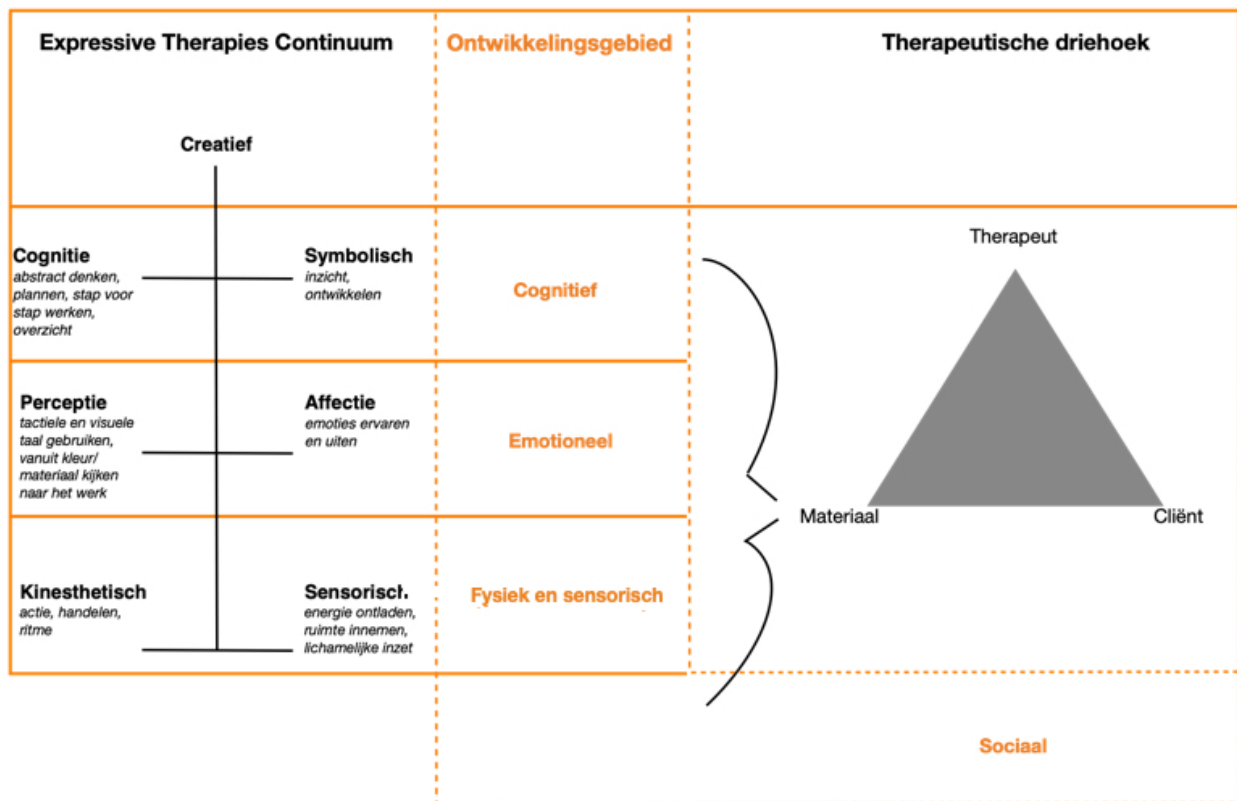 Expressive Therapies Continuum
Ontwikkelingsgebied
Therapeutische driehoek
Creatief
Cognitie
abstract denken,
plannen, stap voor
stap werken,
overzicht
Symbolisch
inzicht,
ontwikkelen
Cognitief
Perceptie
tactiele en visuele
taal gebruiken,
vanuit kleur/
materiaal kijken
naar het werk
Affectie
emoties ervaren
en uiten
Emotioneel
Kinesthetisch
actie, handelen,
ritme
Sensorisch.
energie ontladen,
ruimte innemen,
lichamelijke inzet
Fysiek en sensorisch
Therapeut
Materiaal
Cliënt
Sociaal